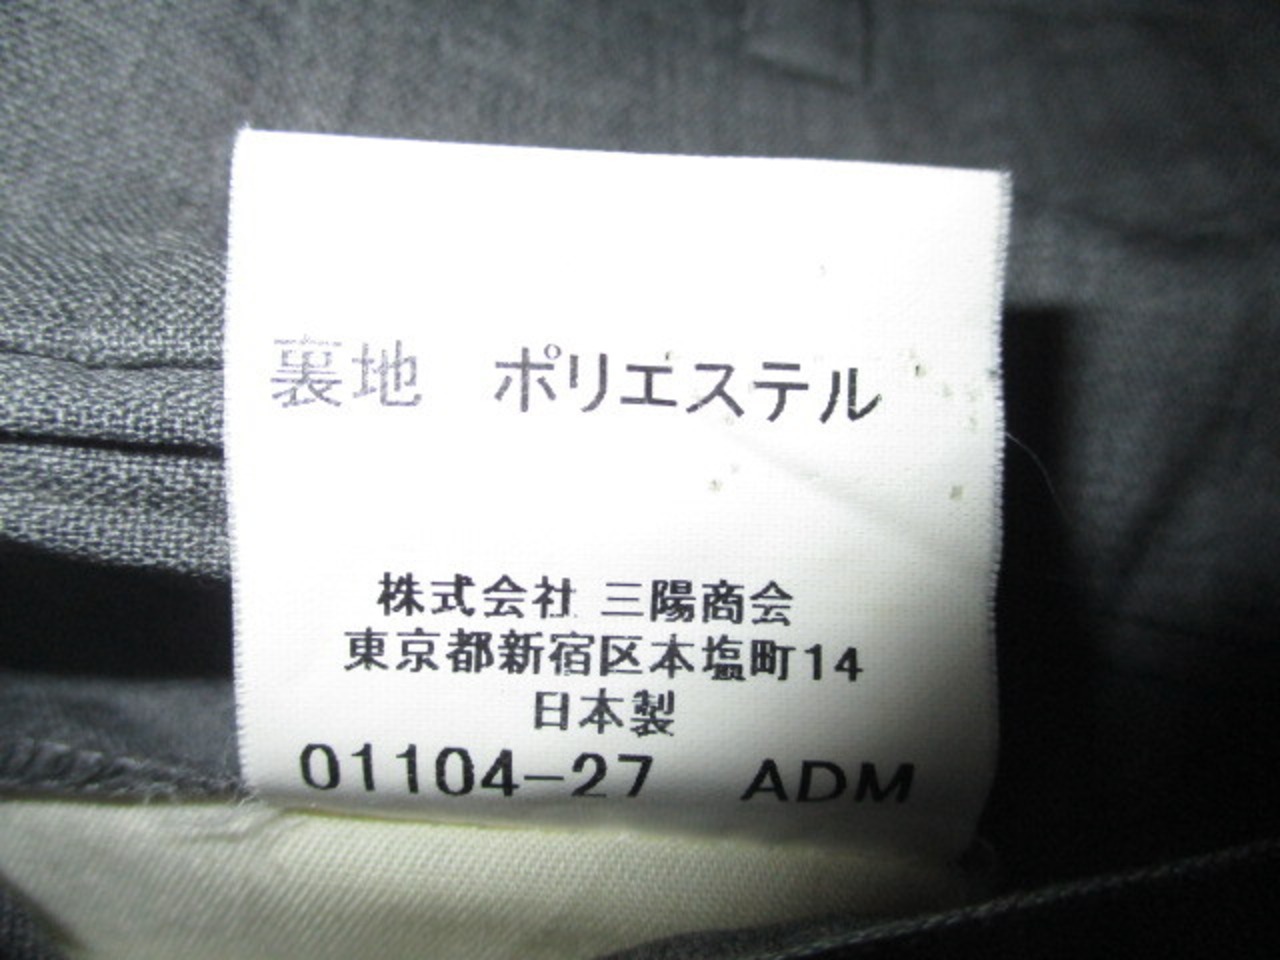 裏地 ポリエステル
株式会社 三陽商会
東京都新宿区本塩町14
日本製
01104-27 ADM